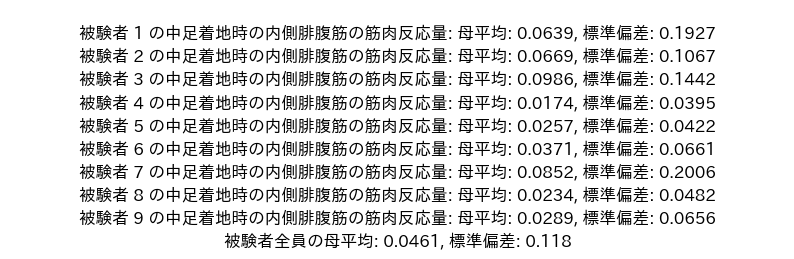 被験者 1 の中足着地時の内側腓腹筋の筋肉反応量: 母平均: 0.0639, 標準偏差: 0.1927
被験者 2 の中足着地時の内側腓腹筋の筋肉反応量: 母平均: 0.0669, 標準偏差: 0.1067
被験者 3 の中足着地時の内側腓腹筋の筋肉反応量: 母平均: 0.0986, 標準偏差: 0.1442
被験者 4 の中足着地時の内側腓腹筋の筋肉反応量: 母平均: 0.0174, 標準偏差: 0.0395
被験者 5 の中足着地時の内側腓腹筋の筋肉反応量: 母平均: 0.0257, 標準偏差: 0.0422
被験者 6 の中足着地時の内側腓腹筋の筋肉反応量: 母平均: 0.0371, 標準偏差: 0.0661
被験者 7 の中足着地時の内側腓腹筋の筋肉反応量: 母平均: 0.0852, 標準偏差: 0.2006
被験者 8 の中足着地時の内側腓腹筋の筋肉反応量: 母平均: 0.0234, 標準偏差: 0.0482
被験者 9 の中足着地時の内側腓腹筋の筋肉反応量: 母平均: 0.0289, 標準偏差: 0.0656
被験者全員の母平均: 0.0461, 標準偏差: 0.118